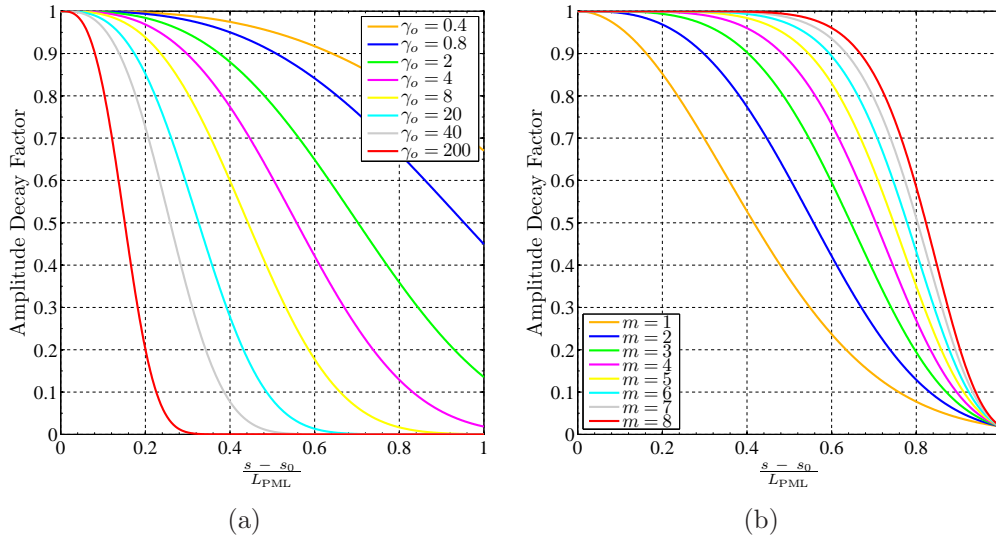 Amplitude Decay Factor
1
0.9
0.8
0.7
0.6
0.5
0.4
0.3
0.2
0.1
0
0 0.2 0.4 0.6 0.8 1
γₒ = 0.4
γₒ = 0.8
γₒ = 2
γₒ = 4
γₒ = 8
γₒ = 20
γₒ = 40
γₒ = 200
s − s₀
L_PML
(a)
Amplitude Decay Factor
1
0.9
0.8
0.7
0.6
0.5
0.4
0.3
0.2
0.1
0
m = 1
m = 2
m = 3
m = 4
m = 5
m = 6
m = 7
m = 8
0 0.2 0.4 0.6 0.8
s − s₀
L_PML
(b)